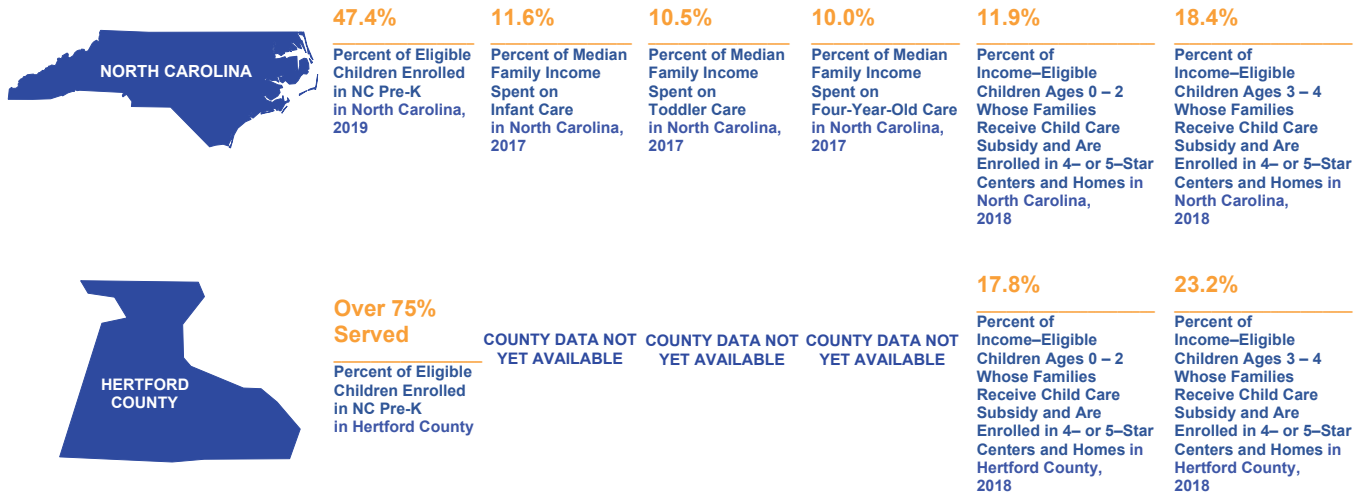 NORTH CAROLINA
47.4%
Percent of Eligible
Children Enrolled
in NC Pre-K
in North Carolina,
2019
11.6%
Percent of Median
Family Income
Spent on
Infant Care
in North Carolina,
2017
10.5%
Percent of Median
Family Income
Spent on
Toddler Care
in North Carolina,
2017
10.0%
Percent of Median
Family Income
Spent on
Four-Year-Old Care
in North Carolina,
2017
11.9%
Percent of
Income–Eligible
Children Ages 0 – 2
Whose Families
Receive Child Care
Subsidy and Are
Enrolled in 4– or 5–Star
Centers and Homes in
North Carolina,
2018
18.4%
Percent of
Income–Eligible
Children Ages 3 – 4
Whose Families
Receive Child Care
Subsidy and Are
Enrolled in 4– or 5–Star
Centers and Homes in
North Carolina,
2018
HERTFORD
COUNTY
Over 75%
Served
Percent of Eligible
Children Enrolled
in NC Pre-K
in Hertford County
COUNTY DATA NOT
YET AVAILABLE
COUNTY DATA NOT
YET AVAILABLE
COUNTY DATA NOT
YET AVAILABLE
17.8%
Percent of
Income–Eligible
Children Ages 0 – 2
Whose Families
Receive Child Care
Subsidy and Are
Enrolled in 4– or 5–Star
Centers and Homes in
Hertford County,
2018
23.2%
Percent of
Income–Eligible
Children Ages 3 – 4
Whose Families
Receive Child Care
Subsidy and Are
Enrolled in 4– or 5–Star
Centers and Homes in
Hertford County,
2018